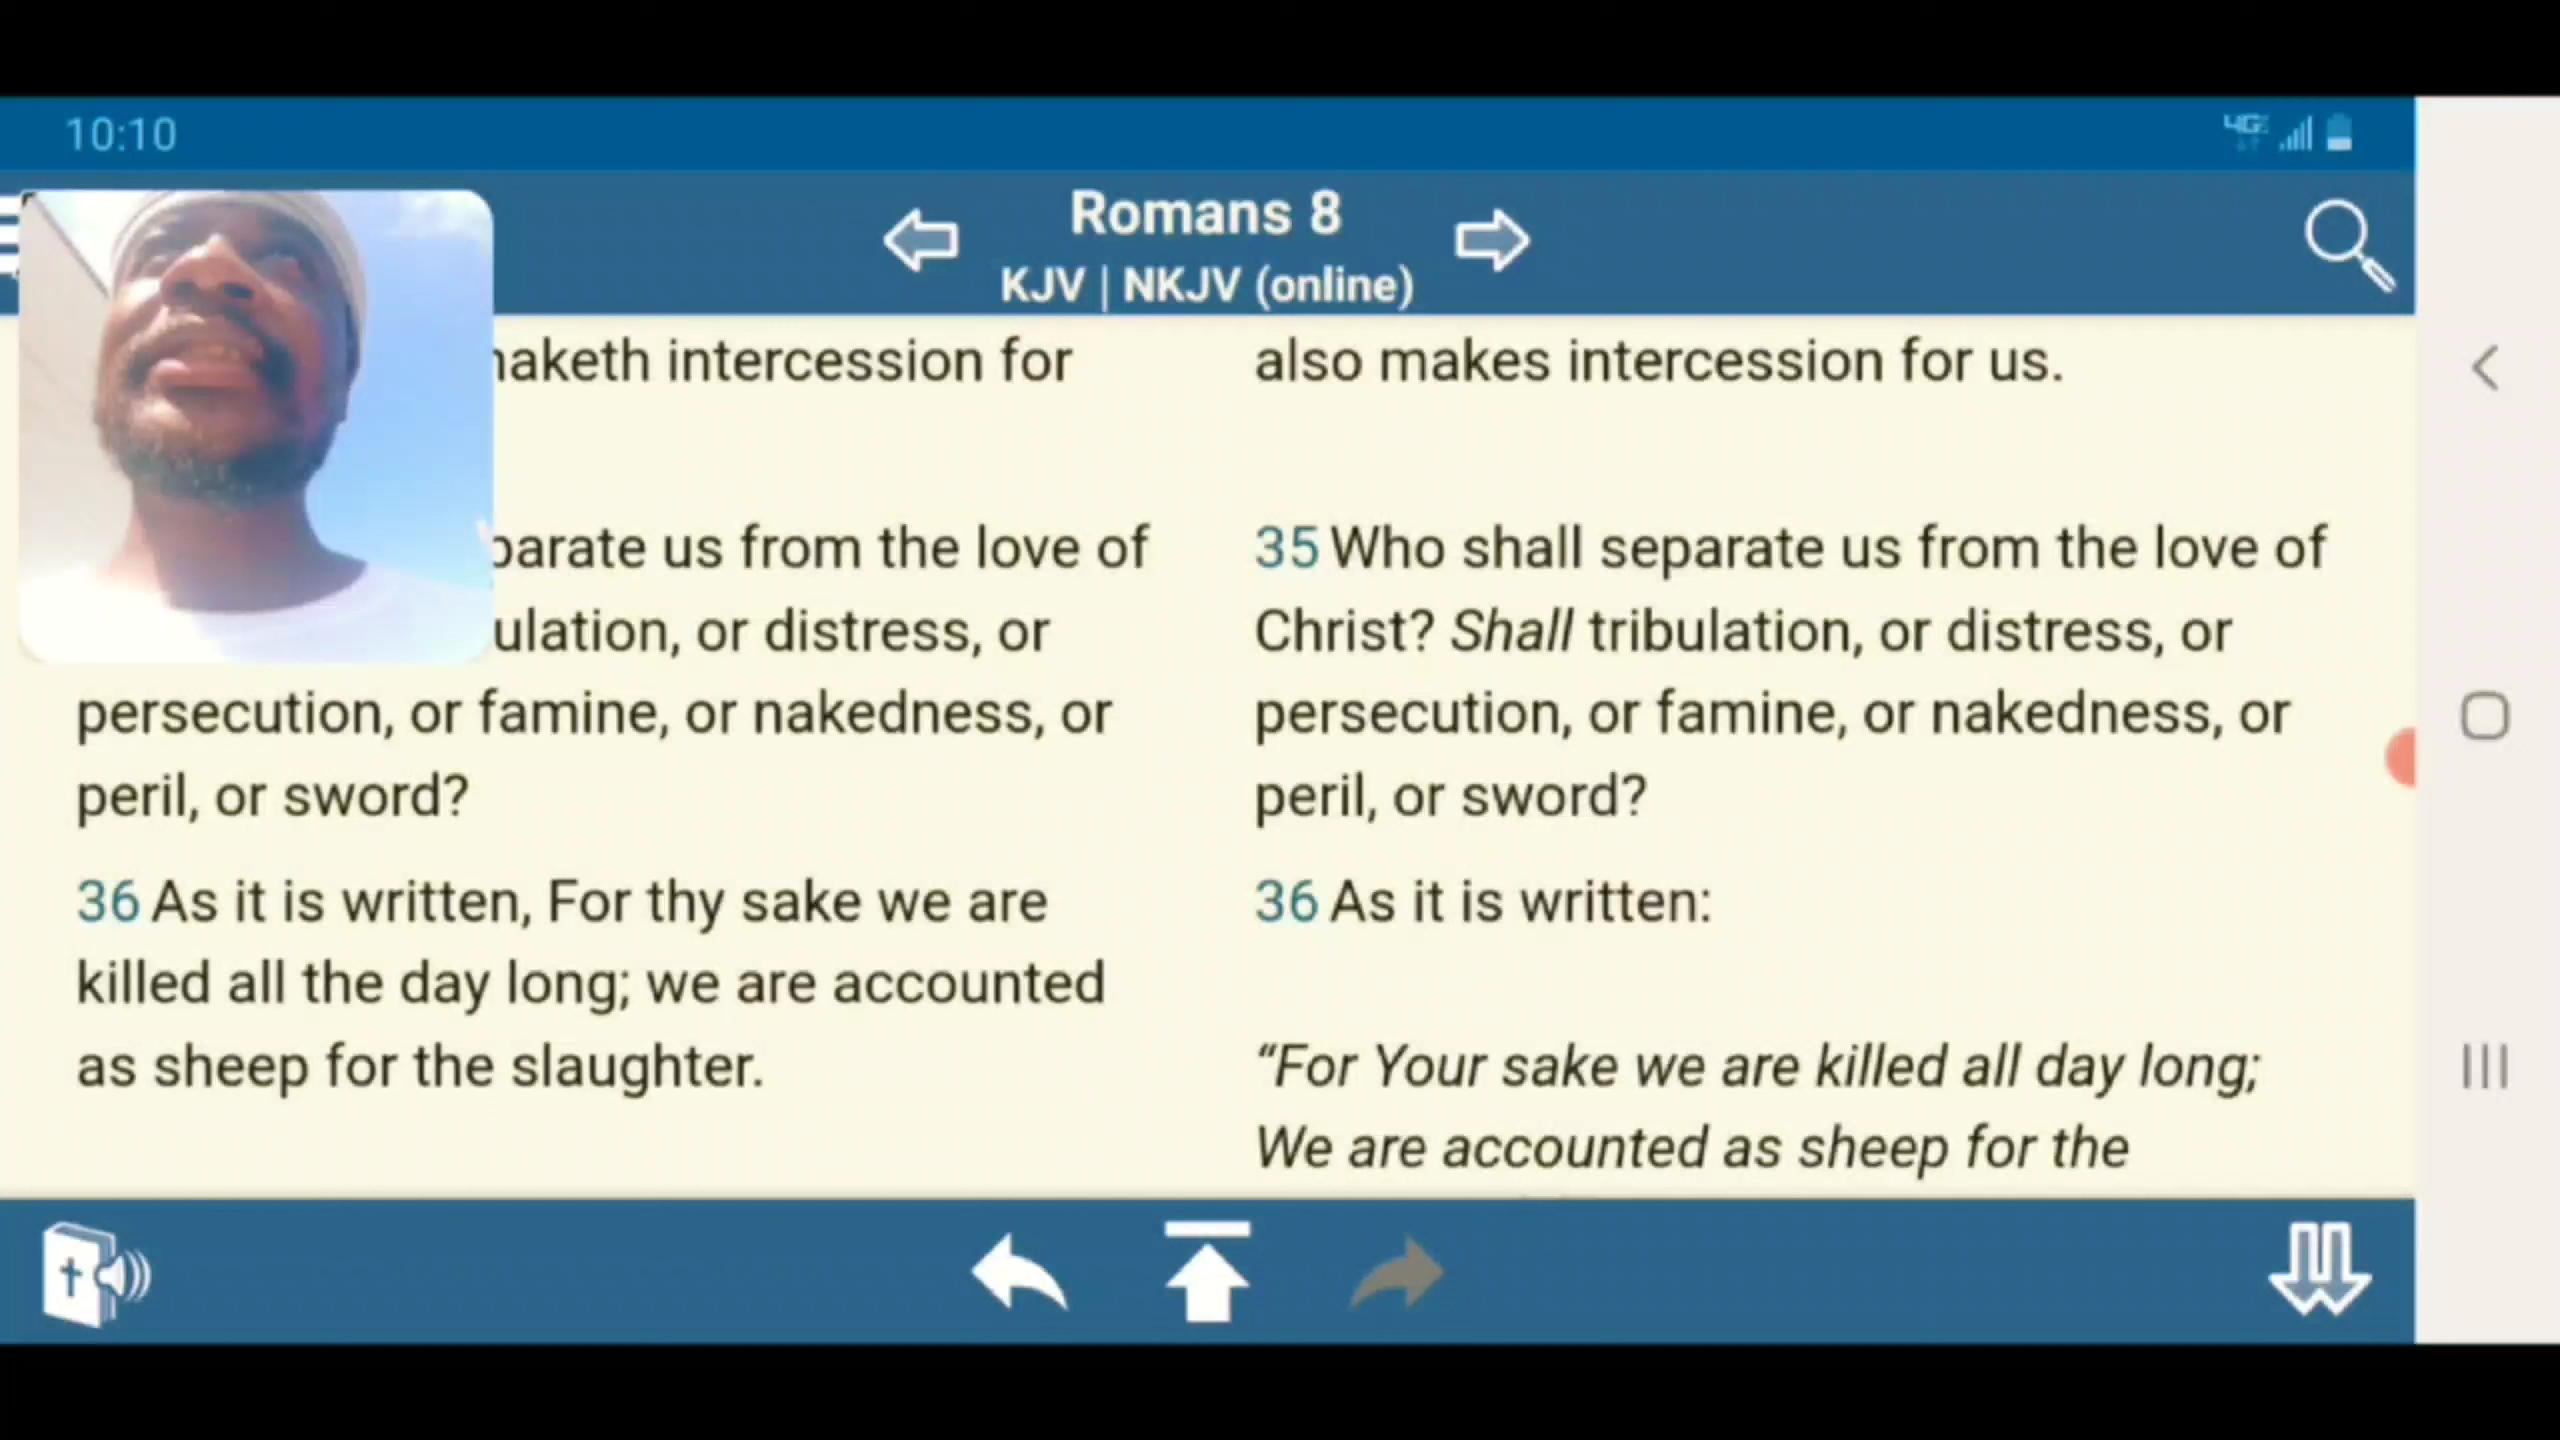 10:10
4G
Romans 8
KJV | NKJV (online)
intercession for
us from the love of
or distress, or
persecution, or famine, or nakedness, or
peril, or sword?
36 As it is written, For thy sake we are
killed all the day long; we are accounted
as sheep for the slaughter.
also makes intercession for us.
35 Who shall separate us from the love of
Christ? Shall tribulation, or distress, or
persecution, or famine, or nakedness, or
peril, or sword?
36 As it is written:
“For Your sake we are killed all day long;
We are accounted as sheep for the